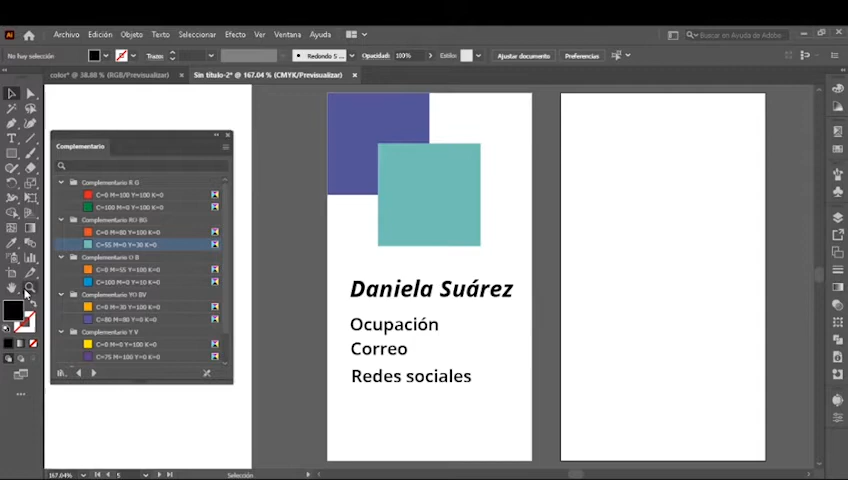 Ai Archivo Edición Objeto Texto Seleccionar Efecto Ver Ventana Ayuda Buscar en Ayuda de Adobe
No hay selección Trazo: Redondo 5 ... Opacidad: 100% Estilo: Ajustar documento Preferencias
color* @ 38.88 % (RGB/Previsualizar) × Sin título-2* @ 167.04 % (CMYK/Previsualizar) ×
Complementario
Complementario R G
C=0 M=100 Y=100 K=0
C=100 M=0 Y=100 K=0
Complementario RO BG
C=0 M=80 Y=100 K=0
C=55 M=0 Y=30 K=0
Complementario O B
C=0 M=55 Y=100 K=0
C=100 M=0 Y=10 K=0
Complementario YO BV
C=0 M=30 Y=100 K=0
C=80 M=80 Y=0 K=0
Complementario Y V
C=0 M=0 Y=100 K=0
C=75 M=100 Y=0 K=0
Daniela Suárez
Ocupación
Correo
Redes sociales
167.04% 5 Selección